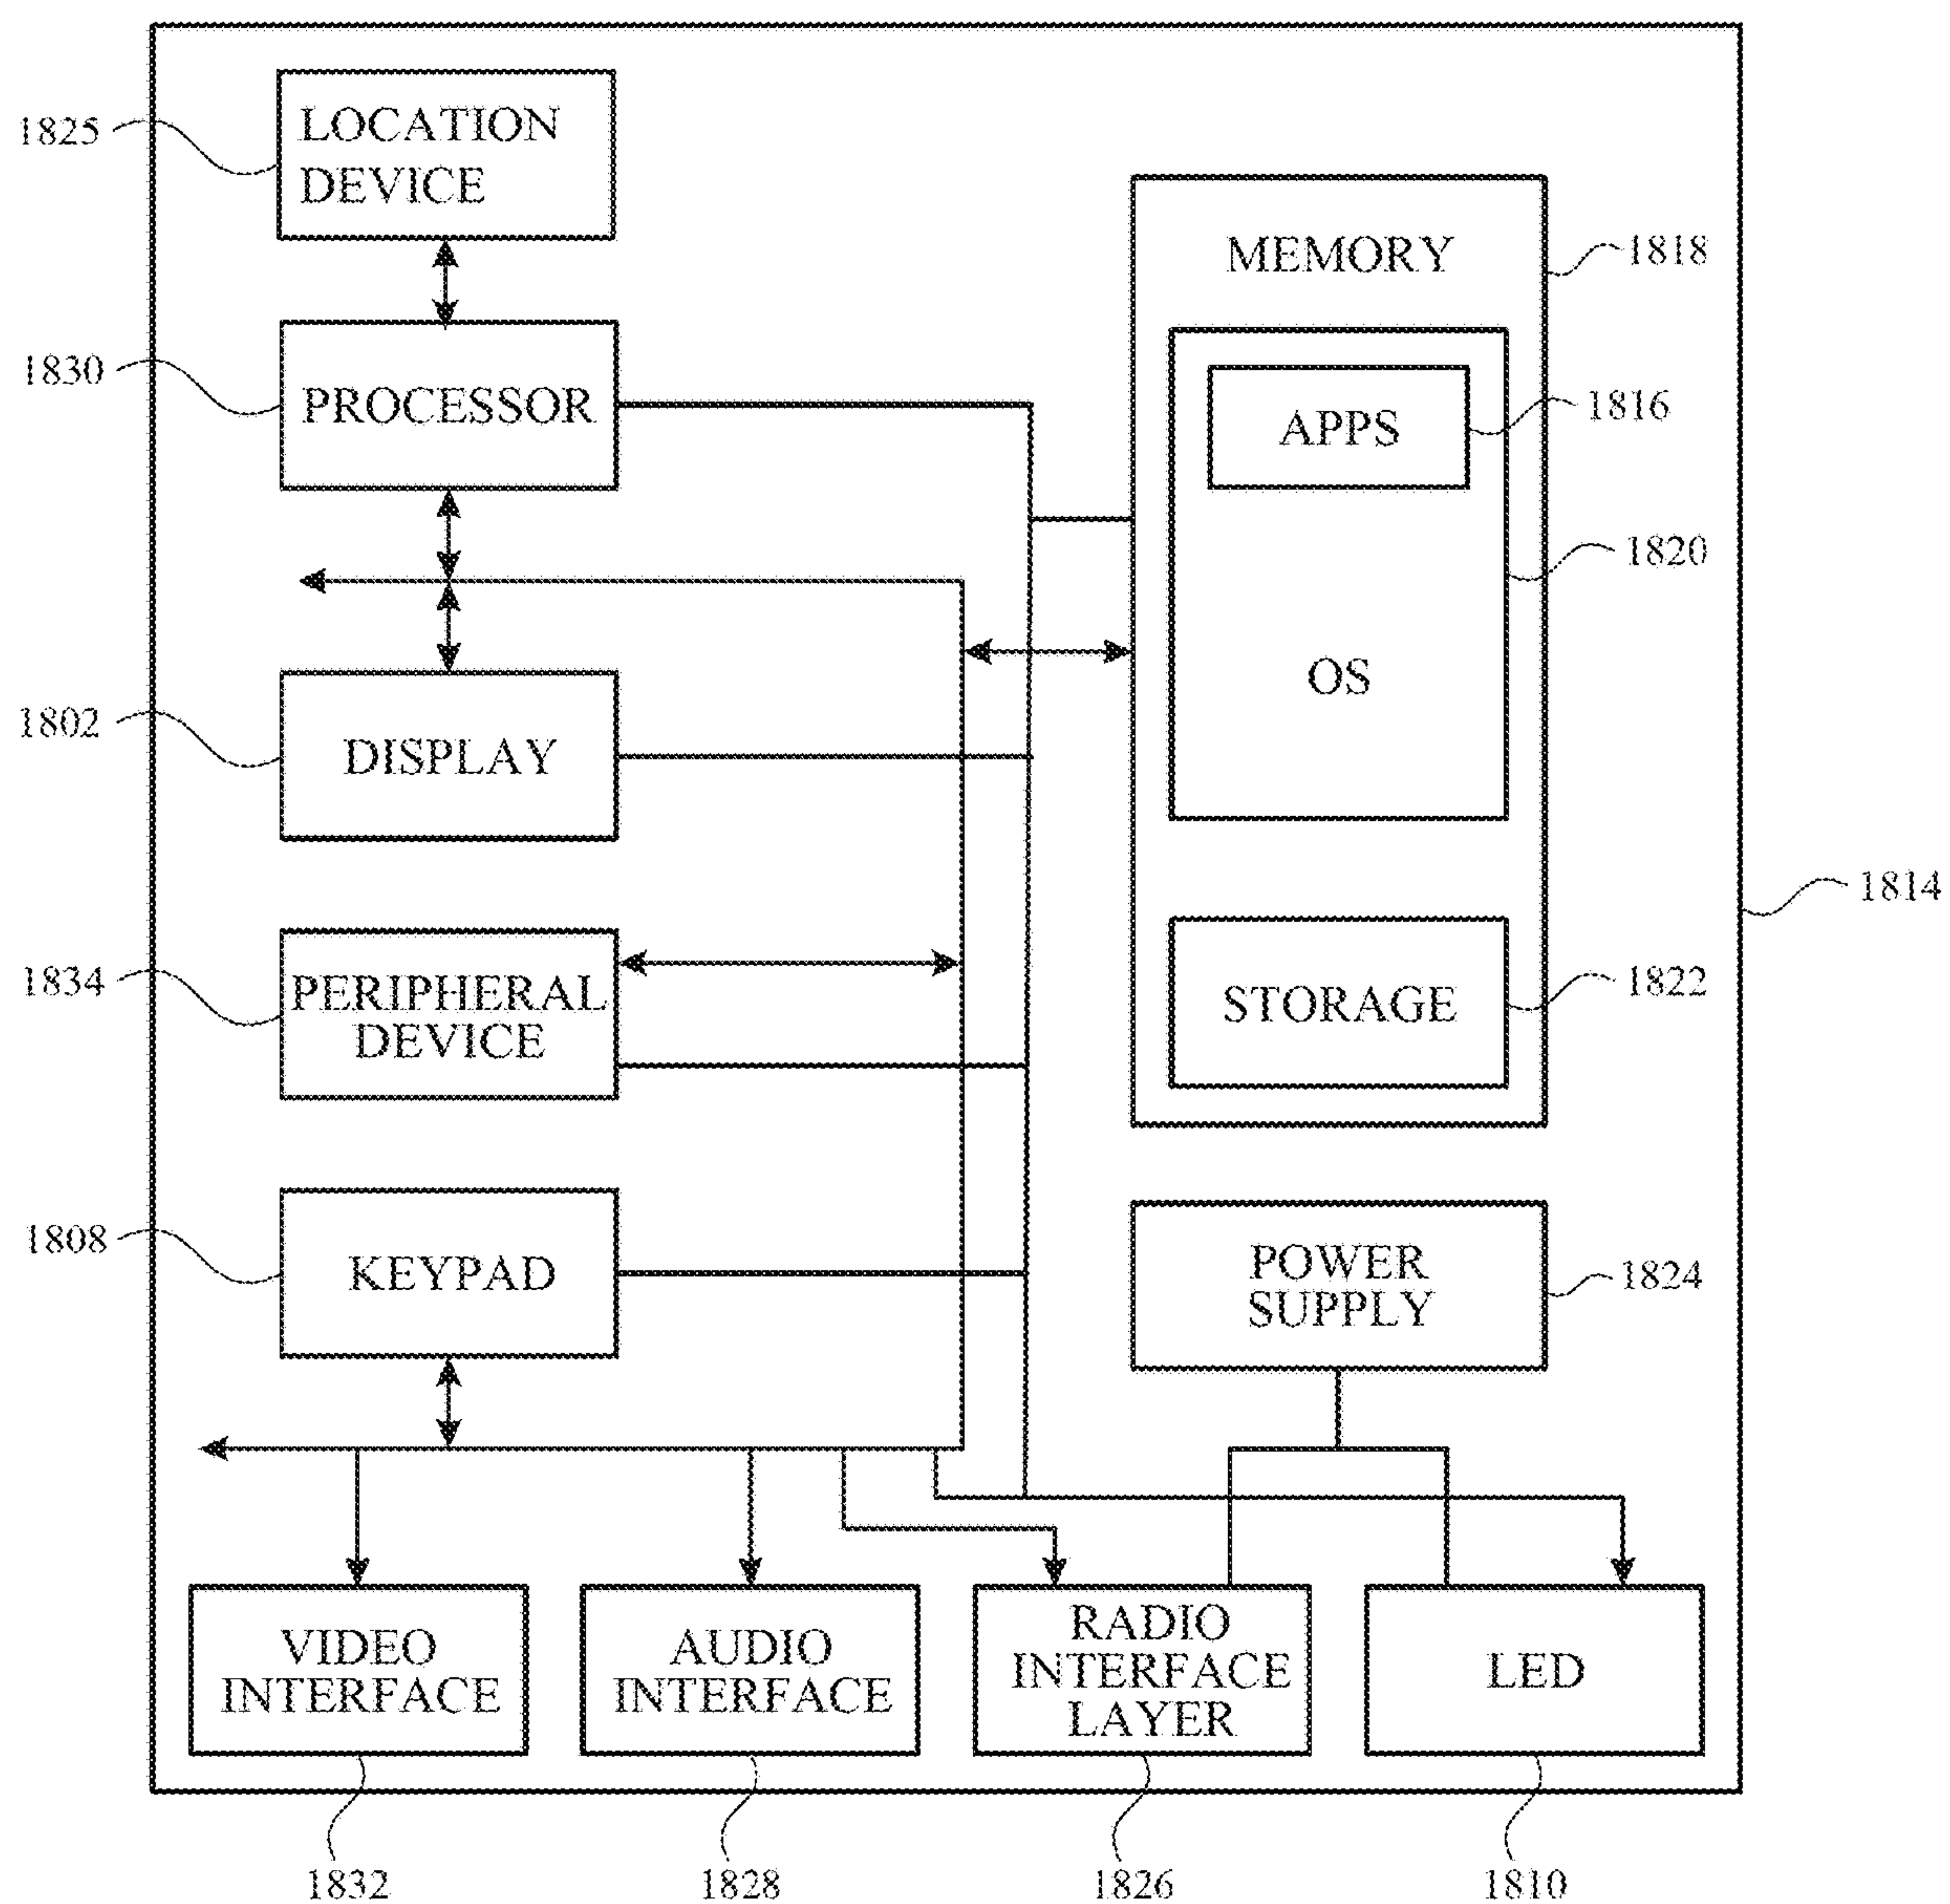 1825
LOCATION
DEVICE
MEMORY
1818
1830
PROCESSOR
APPS
1816
1820
OS
1802
DISPLAY
1814
1834
PERIPHERAL
DEVICE
STORAGE
1822
1808
KEYPAD
POWER
SUPPLY
1824
VIDEO
INTERFACE
AUDIO
INTERFACE
RADIO
INTERFACE
LAYER
LED
1832
1828
1826
1810